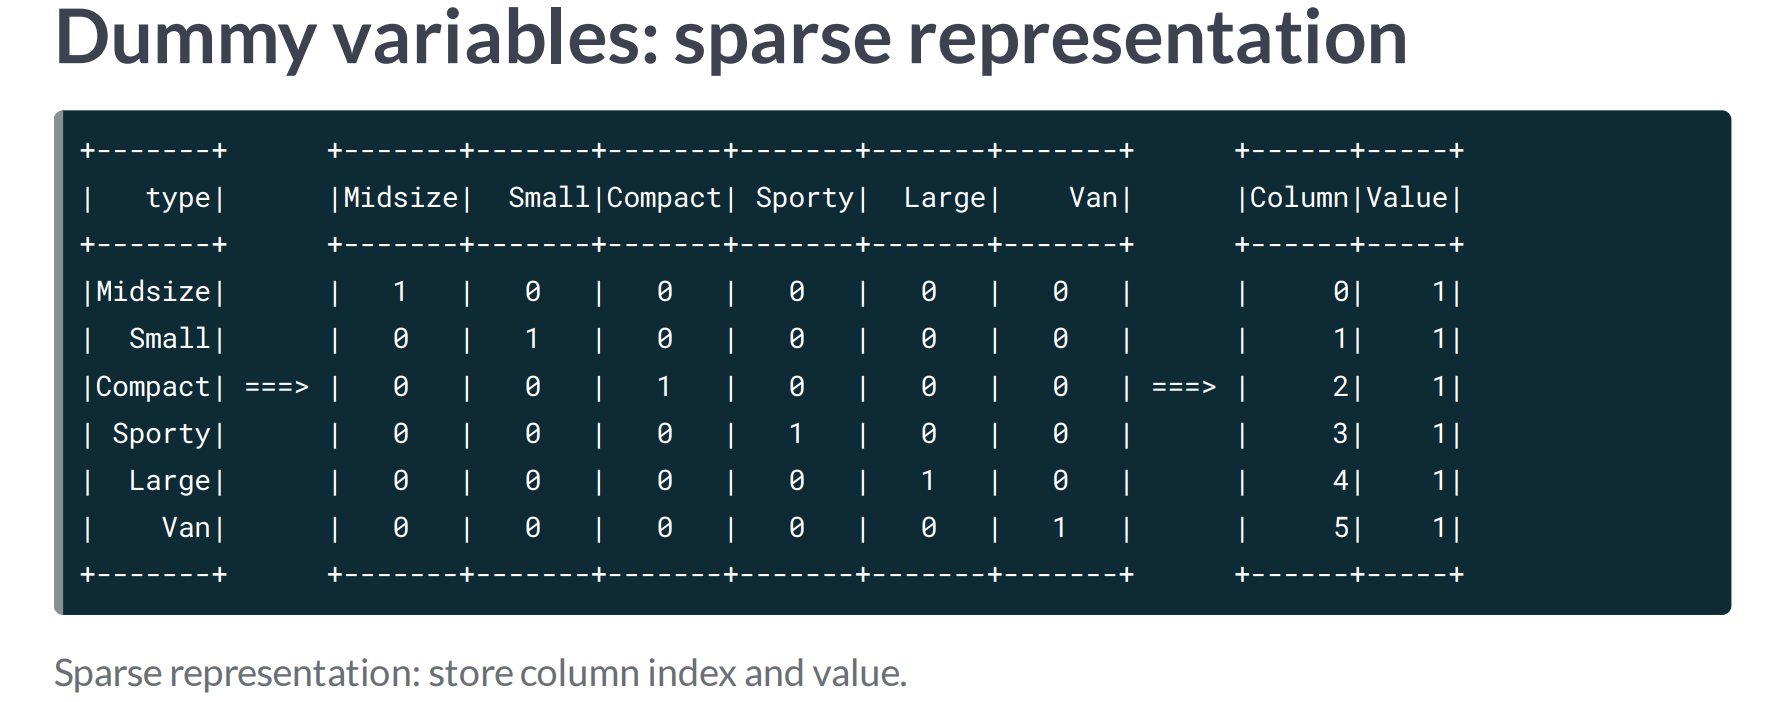 Dummy variables: sparse representation
+-------+      +-------+-------+-------+-------+-------+-------+      +------+-----+
|   type|      |Midsize|  Small|Compact| Sporty|  Large|    Van|      |Column|Value|
+-------+      +-------+-------+-------+-------+-------+-------+      +------+-----+
|Midsize|      |   1   |   0   |   0   |   0   |   0   |   0   |      |     0|    1|
|  Small|      |   0   |   1   |   0   |   0   |   0   |   0   |      |     1|    1|
|Compact| ===> |   0   |   0   |   1   |   0   |   0   |   0   | ===> |     2|    1|
| Sporty|      |   0   |   0   |   0   |   1   |   0   |   0   |      |     3|    1|
|  Large|      |   0   |   0   |   0   |   0   |   1   |   0   |      |     4|    1|
|    Van|      |   0   |   0   |   0   |   0   |   0   |   1   |      |     5|    1|
+-------+      +-------+-------+-------+-------+-------+-------+      +------+-----+
Sparse representation: store column index and value.